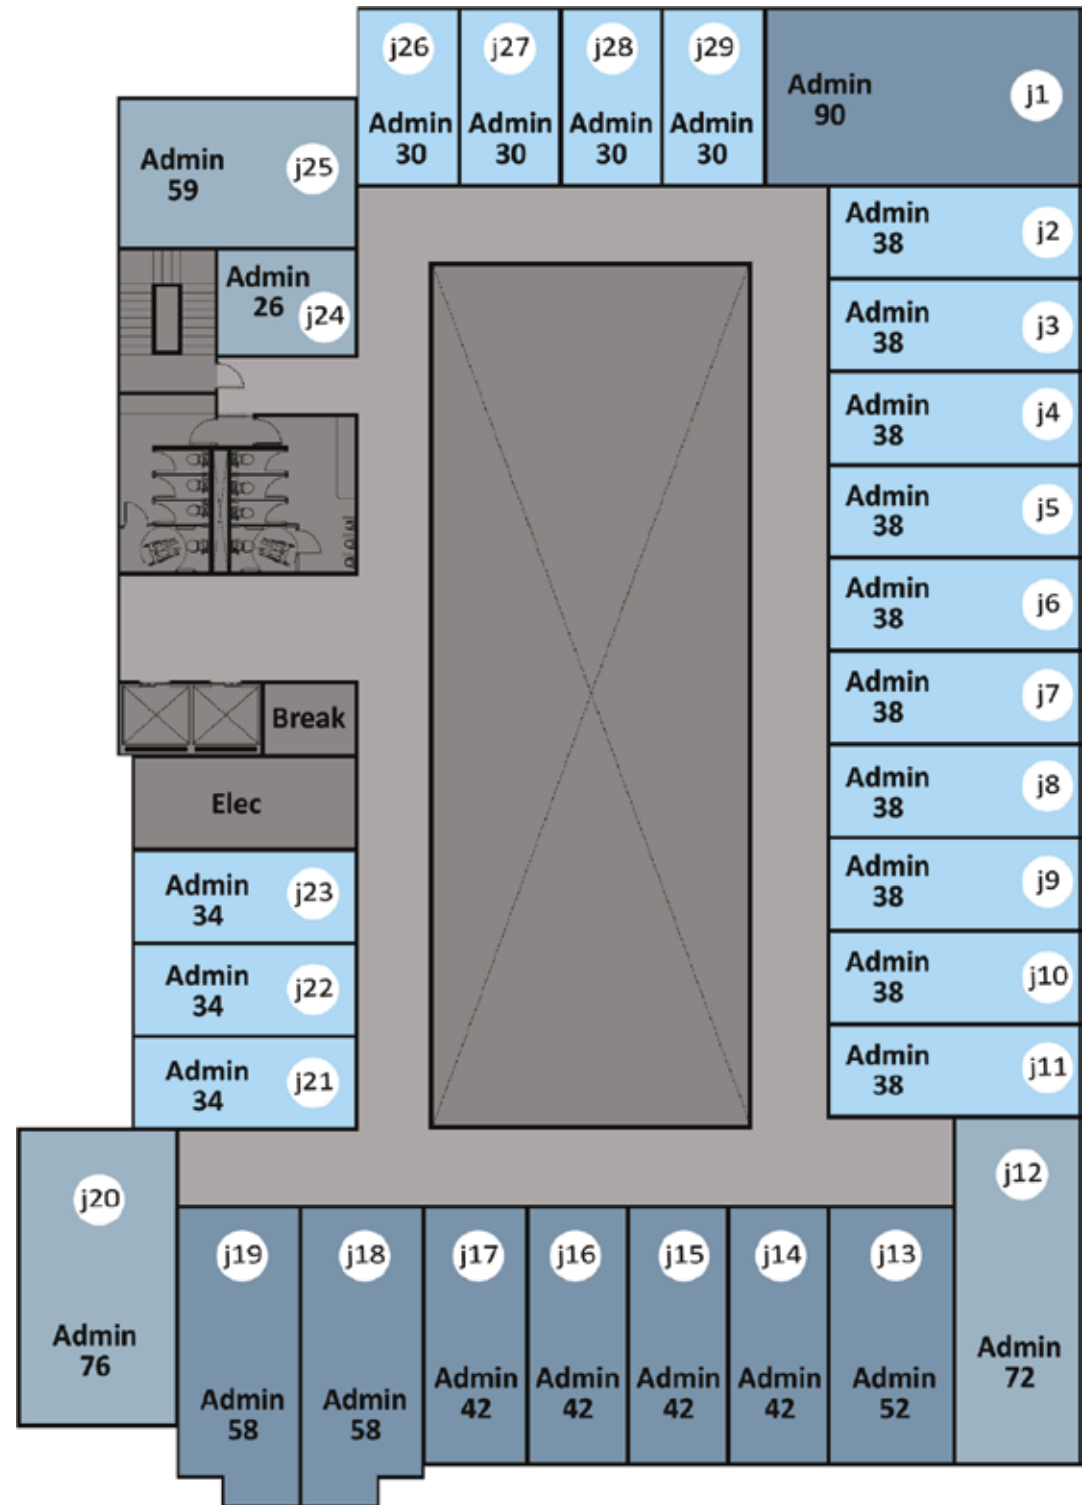 j26
Admin
30
j27
Admin
30
j28
Admin
30
j29
Admin
30
Admin
90
j1
Admin
59
j25
Admin
26
j24
Admin
38
j2
Admin
38
j3
Admin
38
j4
Admin
38
j5
Admin
38
j6
Admin
38
j7
Admin
38
j8
Admin
38
j9
Admin
38
j10
Admin
38
j11
Break
Elec
Admin
34
j23
Admin
34
j22
Admin
34
j21
j20
Admin
76
j19
Admin
58
j18
Admin
58
j17
Admin
42
j16
Admin
42
j15
Admin
42
j14
Admin
42
j13
Admin
52
j12
Admin
72